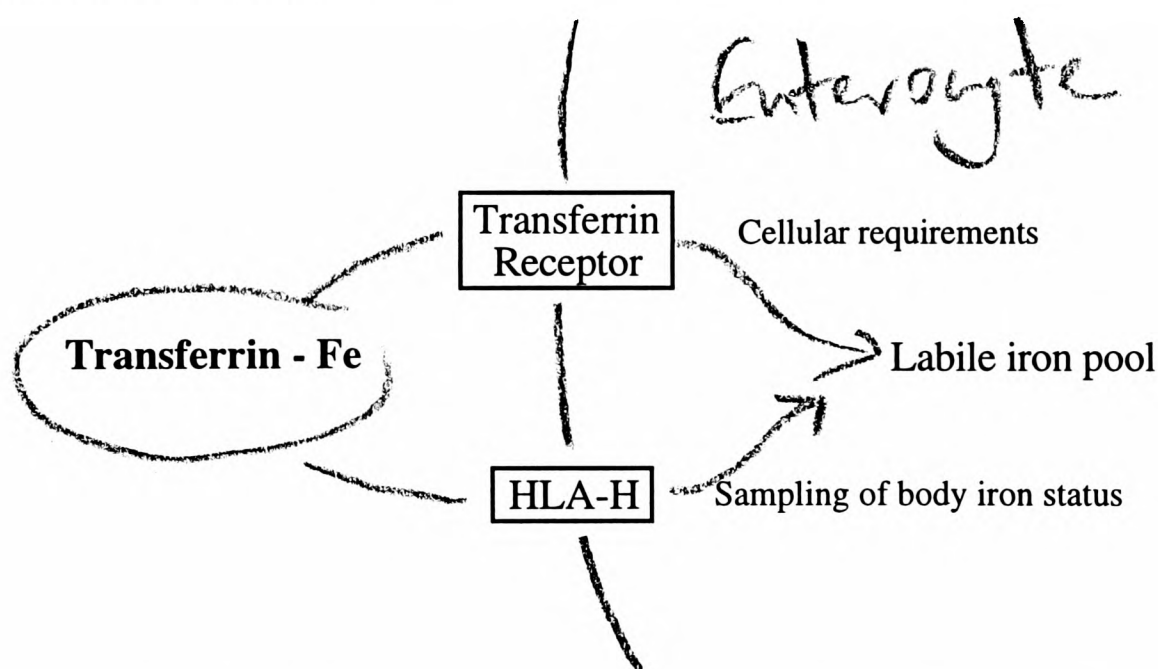 Enterocyte
Transferrin
Receptor
Cellular requirements
Transferrin - Fe
Labile iron pool
HLA-H
Sampling of body iron status